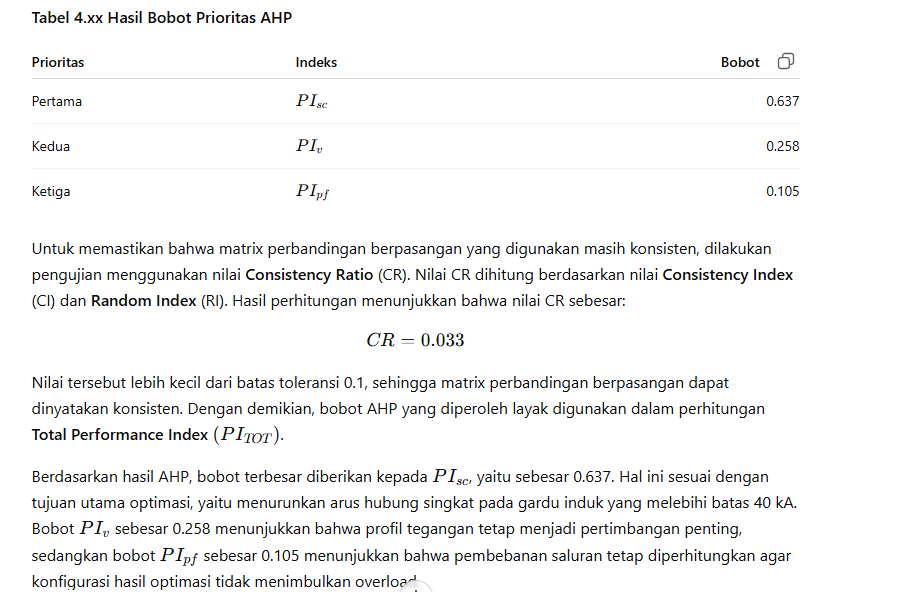 Tabel 4.xx Hasil Bobot Prioritas AHP
Prioritas Indeks Bobot
Pertama PI_sc 0.637
Kedua PI_v 0.258
Ketiga PI_pf 0.105
Untuk memastikan bahwa matrix perbandingan berpasangan yang digunakan masih konsisten, dilakukan
pengujian menggunakan nilai Consistency Ratio (CR). Nilai CR dihitung berdasarkan nilai Consistency Index
(CI) dan Random Index (RI). Hasil perhitungan menunjukkan bahwa nilai CR sebesar:
CR = 0.033
Nilai tersebut lebih kecil dari batas toleransi 0.1, sehingga matrix perbandingan berpasangan dapat
dinyatakan konsisten. Dengan demikian, bobot AHP yang diperoleh layak digunakan dalam perhitungan
Total Performance Index (PI_TOT).
Berdasarkan hasil AHP, bobot terbesar diberikan kepada PI_sc, yaitu sebesar 0.637. Hal ini sesuai dengan
tujuan utama optimasi, yaitu menurunkan arus hubung singkat pada gardu induk yang melebihi batas 40 kA.
Bobot PI_v sebesar 0.258 menunjukkan bahwa profil tegangan tetap menjadi pertimbangan penting,
sedangkan bobot PI_pf sebesar 0.105 menunjukkan bahwa pembebanan saluran tetap diperhitungkan agar
konfigurasi hasil optimasi tidak menimbulkan overload.